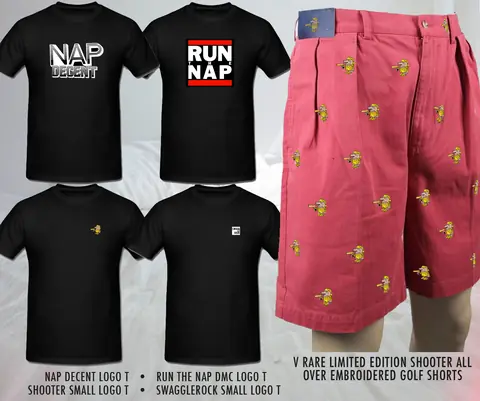 NAP
DECENT
RUN
NAP
NAP DECENT LOGO T • RUN THE NAP DMC LOGO T
SHOOTER SMALL LOGO T • SWAGGLEROCK SMALL LOGO T
V RARE LIMITED EDITION SHOOTER ALL
OVER EMBROIDERED GOLF SHORTS